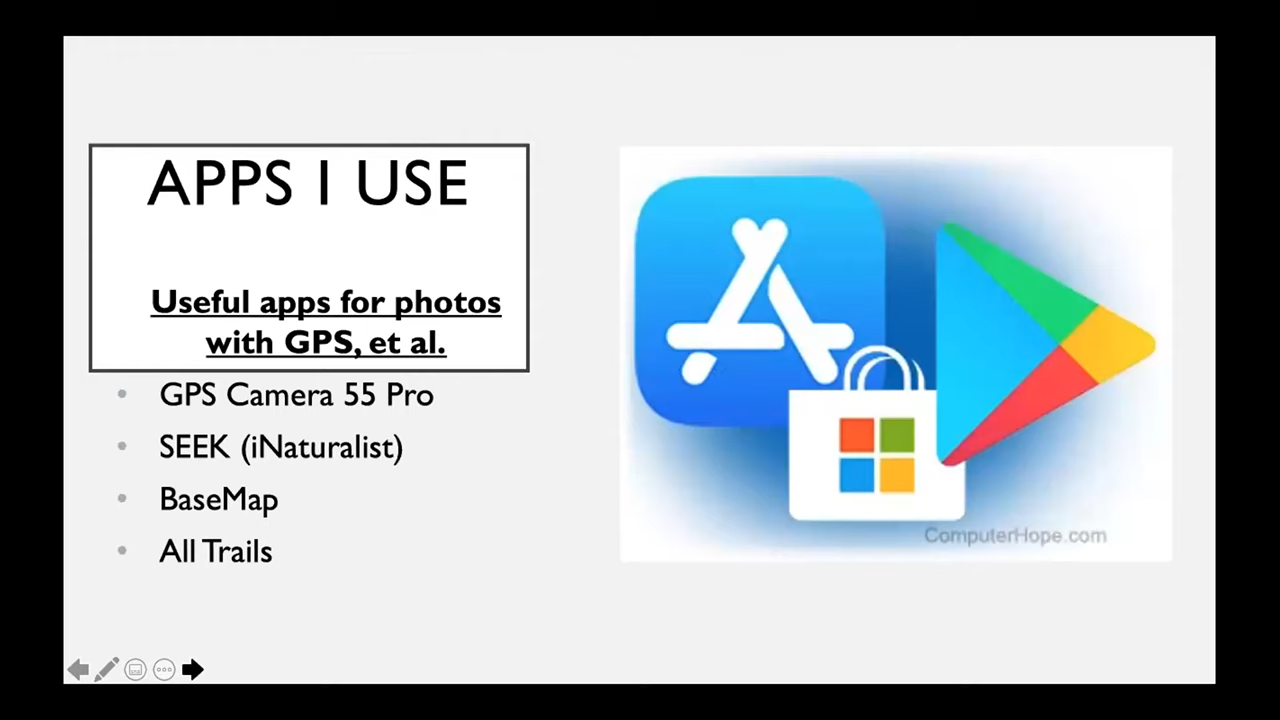 APPS I USE
Useful apps for photos
with GPS, et al.
GPS Camera 55 Pro
SEEK (iNaturalist)
BaseMap
All Trails
ComputerHope.com